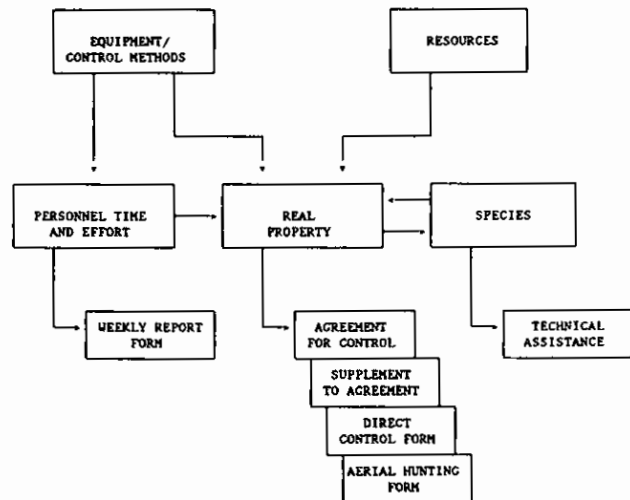 EQUIPMENT/
CONTROL METHODS
RESOURCES
PERSONNEL TIME
AND EFFORT
REAL
PROPERTY
SPECIES
WEEKLY REPORT
FORM
AGREEMENT
FOR CONTROL
TECHNICAL
ASSISTANCE
SUPPLEMENT
TO AGREEMENT
DIRECT
CONTROL FORM
AERIAL HUNTING
FORM